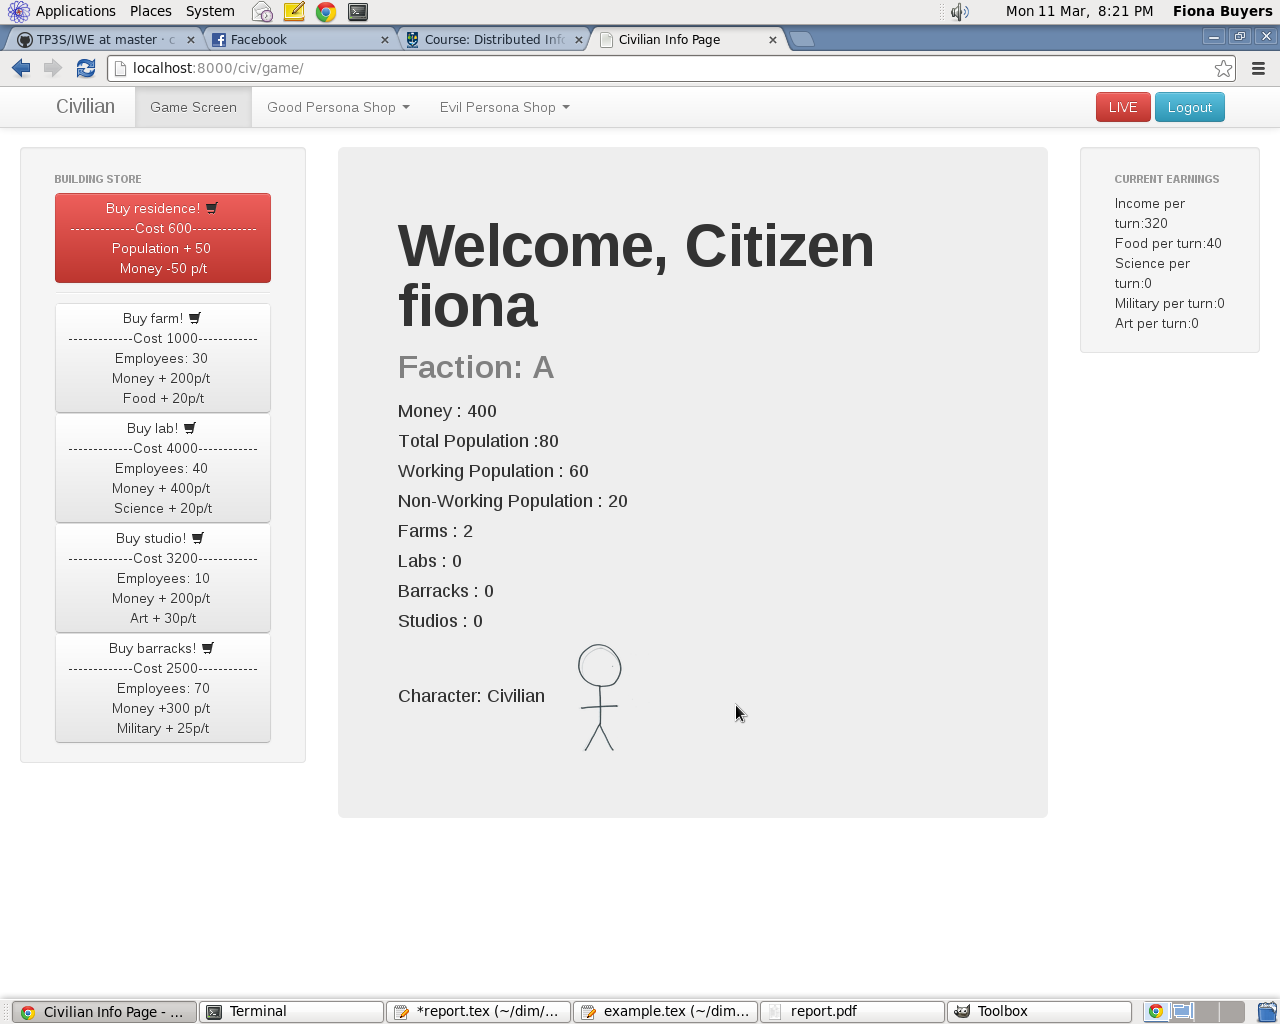 Applications Places System
Mon 11 Mar, 8:21 PM Fiona Buyers
TP3S/IWE at master · c
Facebook
Course: Distributed Info
Civilian Info Page
localhost:8000/civ/game/
Civilian
Game Screen
Good Persona Shop
Evil Persona Shop
LIVE
Logout
BUILDING STORE
Buy residence!
-------------Cost 600-------------
Population + 50
Money -50 p/t
Buy farm!
-------------Cost 1000------------
Employees: 30
Money + 200p/t
Food + 20p/t
Buy lab!
-------------Cost 4000------------
Employees: 40
Money + 400p/t
Science + 20p/t
Buy studio!
-------------Cost 3200------------
Employees: 10
Money + 200p/t
Art + 30p/t
Buy barracks!
-------------Cost 2500------------
Employees: 70
Money +300 p/t
Military + 25p/t
Welcome, Citizen
fiona
Faction: A
Money : 400
Total Population :80
Working Population : 60
Non-Working Population : 20
Farms : 2
Labs : 0
Barracks : 0
Studios : 0
Character: Civilian
CURRENT EARNINGS
Income per
turn:320
Food per turn:40
Science per
turn:0
Military per turn:0
Art per turn:0
Civilian Info Page - ...
Terminal
*report.tex (~/dim/...
example.tex (~/dim...
report.pdf
Toolbox